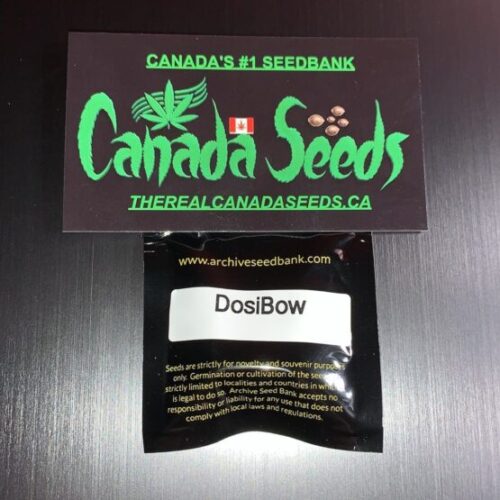 CANADA'S #1 SEEDBANK
Canada Seeds
THEREALCANADASEEDS.CA
www.archiveseedbank.com
DosiBow
Seeds are strictly for novelty and souvenir purposes
only. Germination or cultivation of the seeds
strictly limited to localities and countries in which
is legal to do so. Archive Seed Bank accepts no
responsibility or liability for any use that does not
comply with local laws and regulations.